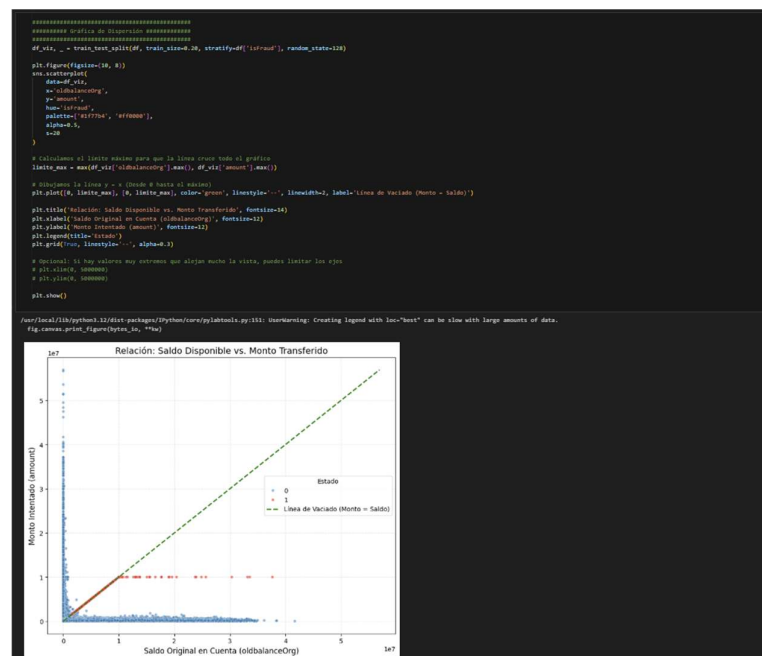 ##############################################
########## Gráfica de Dispersión #############
##############################################
df_viz, _ = train_test_split(df, train_size=0.20, stratify=df['isFraud'], random_state=128)
plt.figure(figsize=(10, 8))
sns.scatterplot(
data=df_viz,
x='oldbalanceOrg',
y='amount',
hue='isFraud',
palette=['#1f77b4', '#ff0000'],
alpha=0.5,
s=20
)
# Calculamos el límite máximo para que la línea cruce todo el gráfico
limite_max = max(df_viz['oldbalanceOrg'].max(), df_viz['amount'].max())
# Dibujamos la línea y = x (Desde 0 hasta el máximo)
plt.plot([0, limite_max], [0, limite_max], color='green', linestyle='--', linewidth=2, label='Línea de Vaciado (Monto = Saldo)')
plt.title('Relación: Saldo Disponible vs. Monto Transferido', fontsize=14)
plt.xlabel('Saldo Original en Cuenta (oldbalanceOrg)', fontsize=12)
plt.ylabel('Monto Intentado (amount)', fontsize=12)
plt.legend(title='Estado')
plt.grid(True, linestyle='--', alpha=0.3)
# Opcional: Si hay valores muy extremos que alejan mucho la vista, puedes limitar los ejes
# plt.xlim(0, 5000000)
# plt.ylim(0, 5000000)
plt.show()
/usr/local/lib/python3.12/dist-packages/IPython/core/pylabtools.py:151: UserWarning: Creating legend with loc="best" can be slow with large amounts of data.
fig.canvas.print_figure(bytes_io, **kw)
Relación: Saldo Disponible vs. Monto Transferido
1e7
5
4
3
2
1
0
Monto Intentado (amount)
Estado
0
1
Línea de Vaciado (Monto = Saldo)
0 1 2 3 4 5
1e7
Saldo Original en Cuenta (oldbalanceOrg)